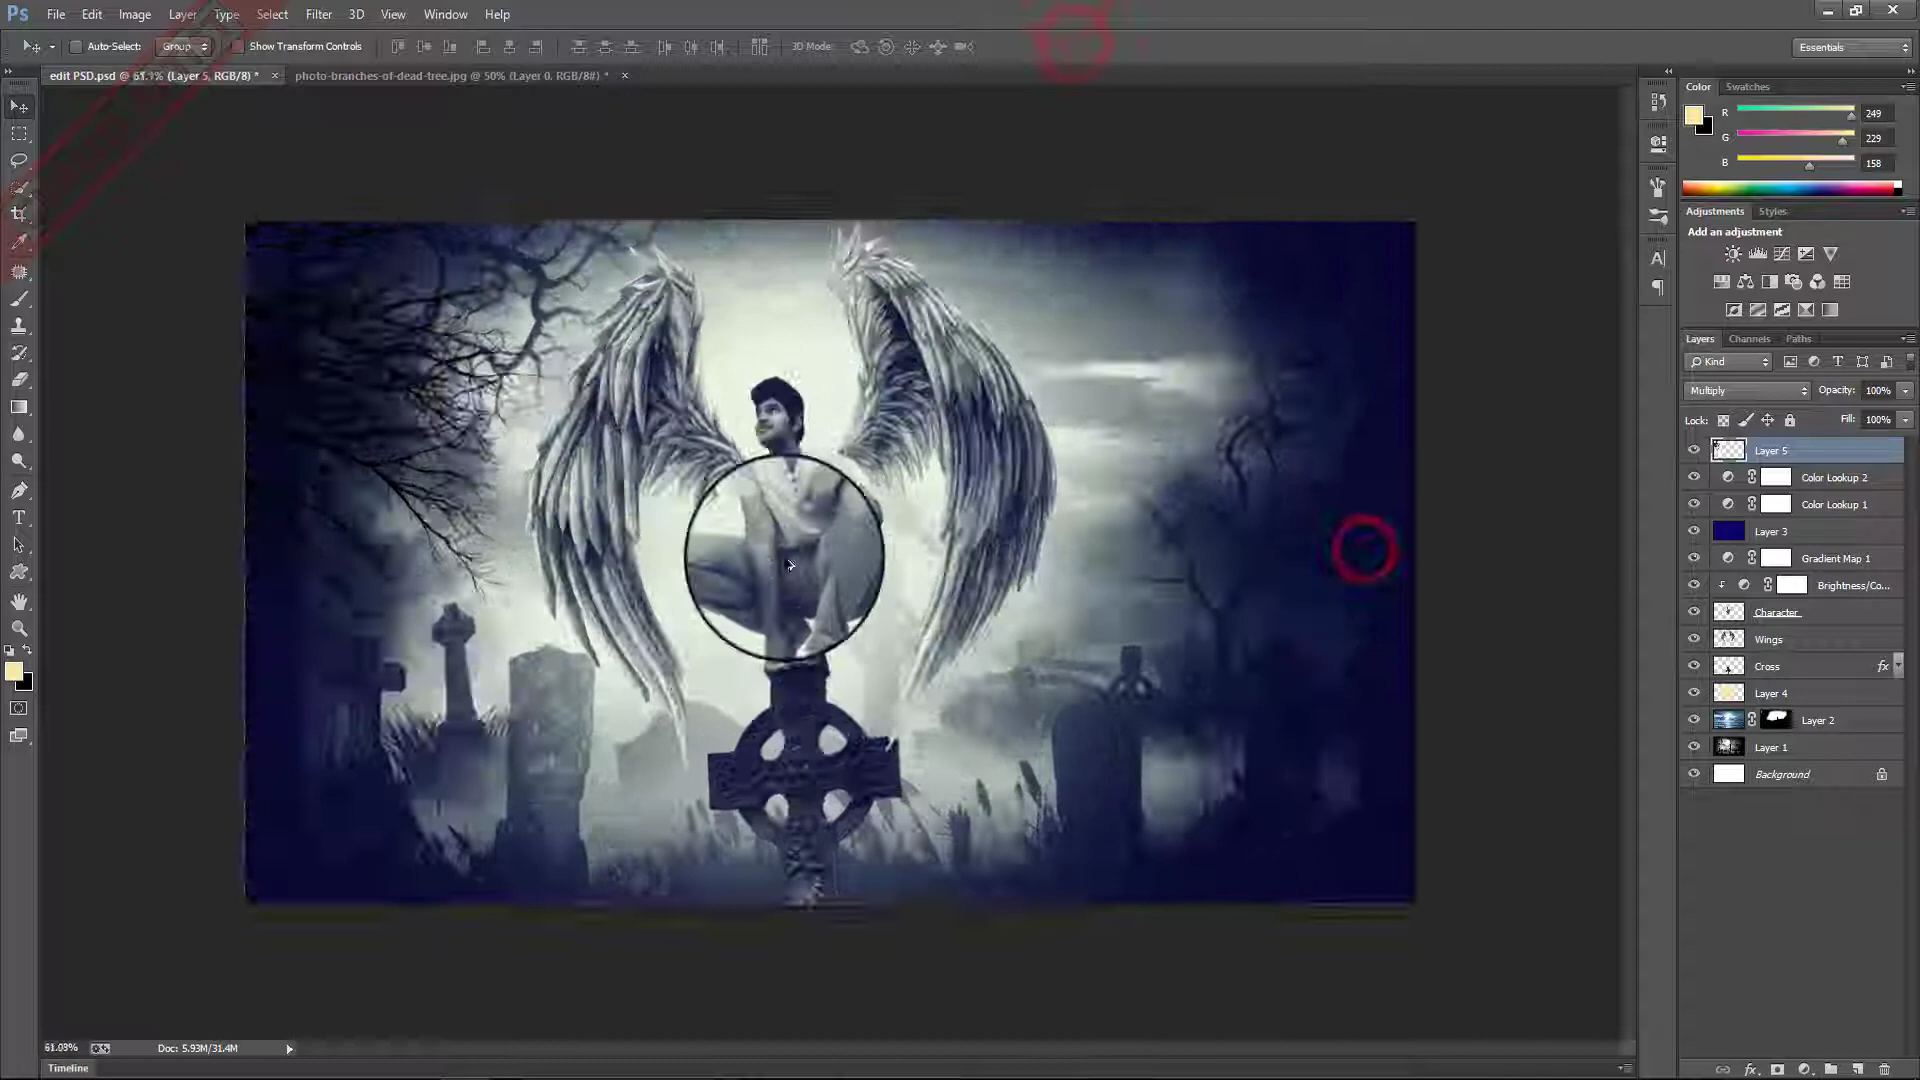 Ps File Edit Image Layer Type Select Filter 3D View Window Help
Auto-Select: Group Show Transform Controls 3D Mode: Essentials
edit PSD.psd @ 61.1% (Layer 5, RGB/8) * × photo-branches-of-dead-tree.jpg @ 50% (Layer 0, RGB/8#) * ×
Color Swatches
R 249
G 229
B 158
Adjustments Styles
Add an adjustment
Layers Channels Paths
Kind
Multiply Opacity: 100%
Lock: Fill: 100%
Layer 5
Color Lookup 2
Color Lookup 1
Layer 3
Gradient Map 1
Brightness/Co...
Character
Wings
Cross fx
Layer 4
Layer 2
Layer 1
Background
61.03% Doc: 5.93M/31.4M
Timeline